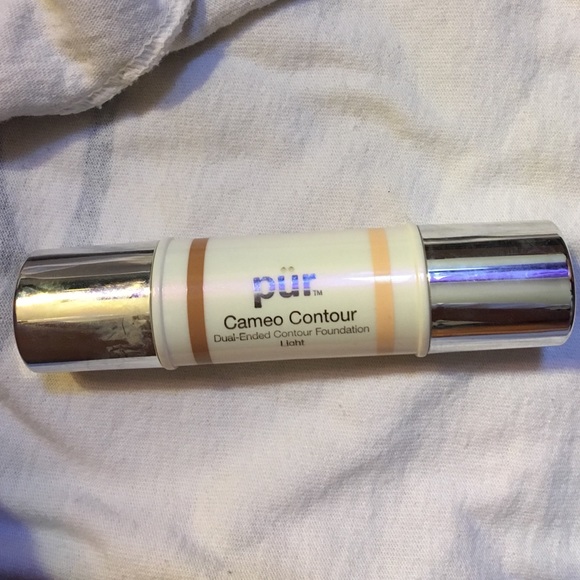 pür™
Cameo Contour
Dual-Ended Contour Foundation
Light